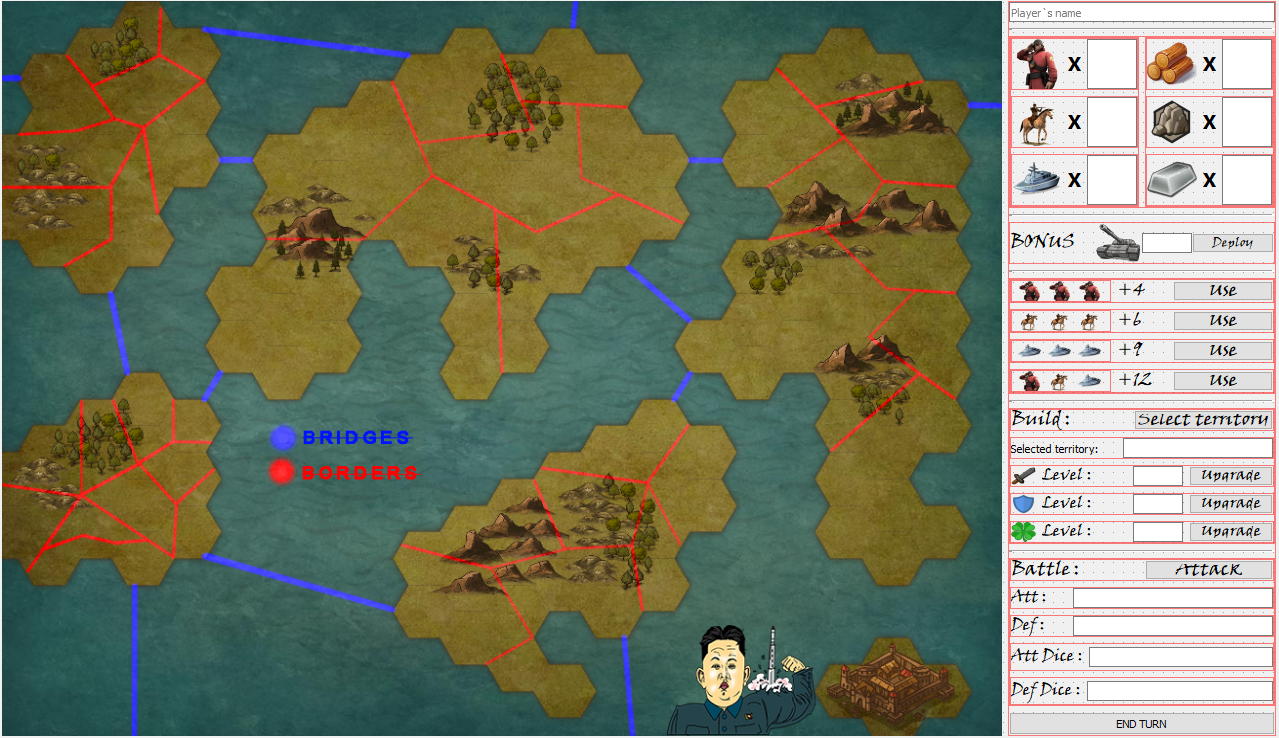 Player`s name
X X
X X
X X
BONUS Deploy
+4 Use
+6 Use
+9 Use
+12 Use
Build : Select territory
Selected territory:
Level : Upgrade
Level : Upgrade
Level : Upgrade
Battle : Attack
Att :
Def :
Att Dice :
Def Dice :
END TURN
BRIDGES
BORDERS